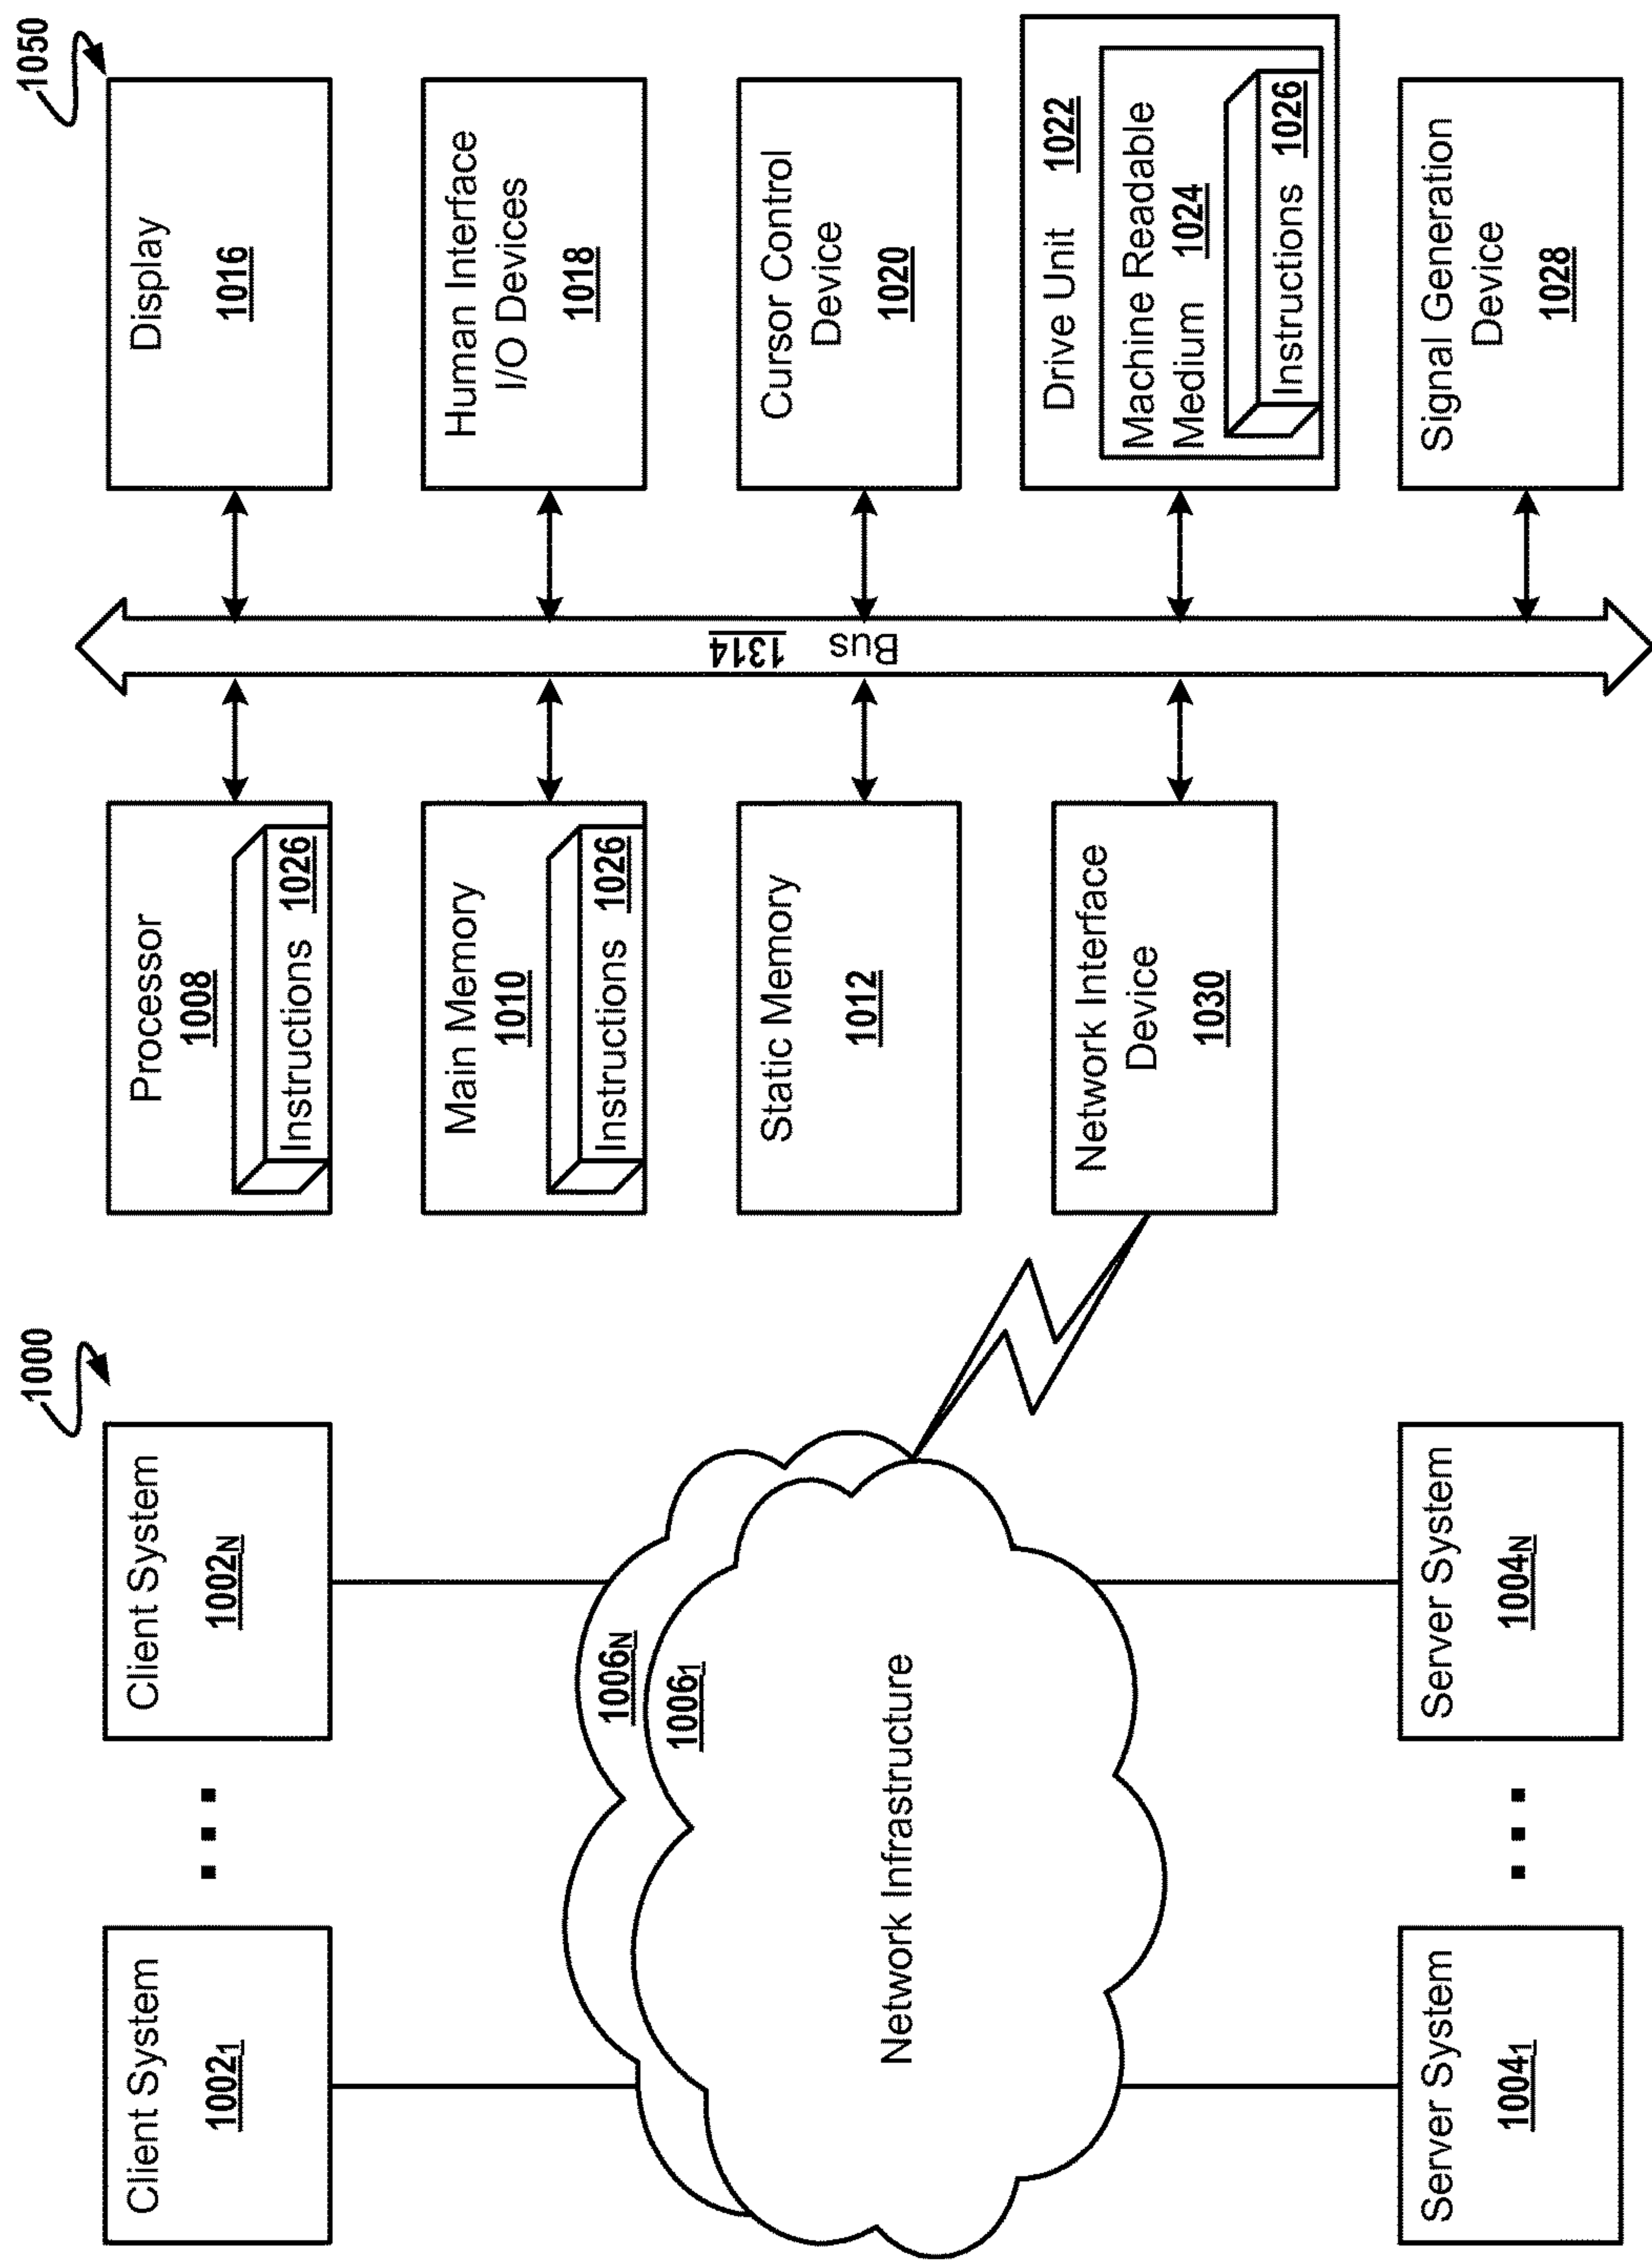 1000
Client System
1002₁
Client System
1002N
1006N
1006₁
Network Infrastructure
Server System
1004₁
Server System
1004N
1050
Processor
1008
Instructions 1026
Main Memory
1010
Instructions 1026
Static Memory
1012
Network Interface
Device
1030
Bus 1314
Display
1016
Human Interface
I/O Devices
1018
Cursor Control
Device
1020
Drive Unit 1022
Machine Readable
Medium 1024
Instructions 1026
Signal Generation
Device
1028